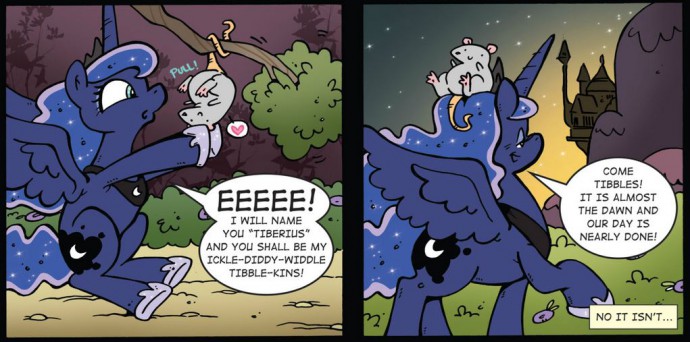 PULL!
EEEEE!
I WILL NAME
YOU "TIBERIUS"
AND YOU SHALL BE MY
ICKLE-DIDDY-WIDDLE
TIBBLE-KINS!
COME
TIBBLES!
IT IS ALMOST
THE DAWN AND
OUR DAY IS
NEARLY DONE!
NO IT ISN'T...